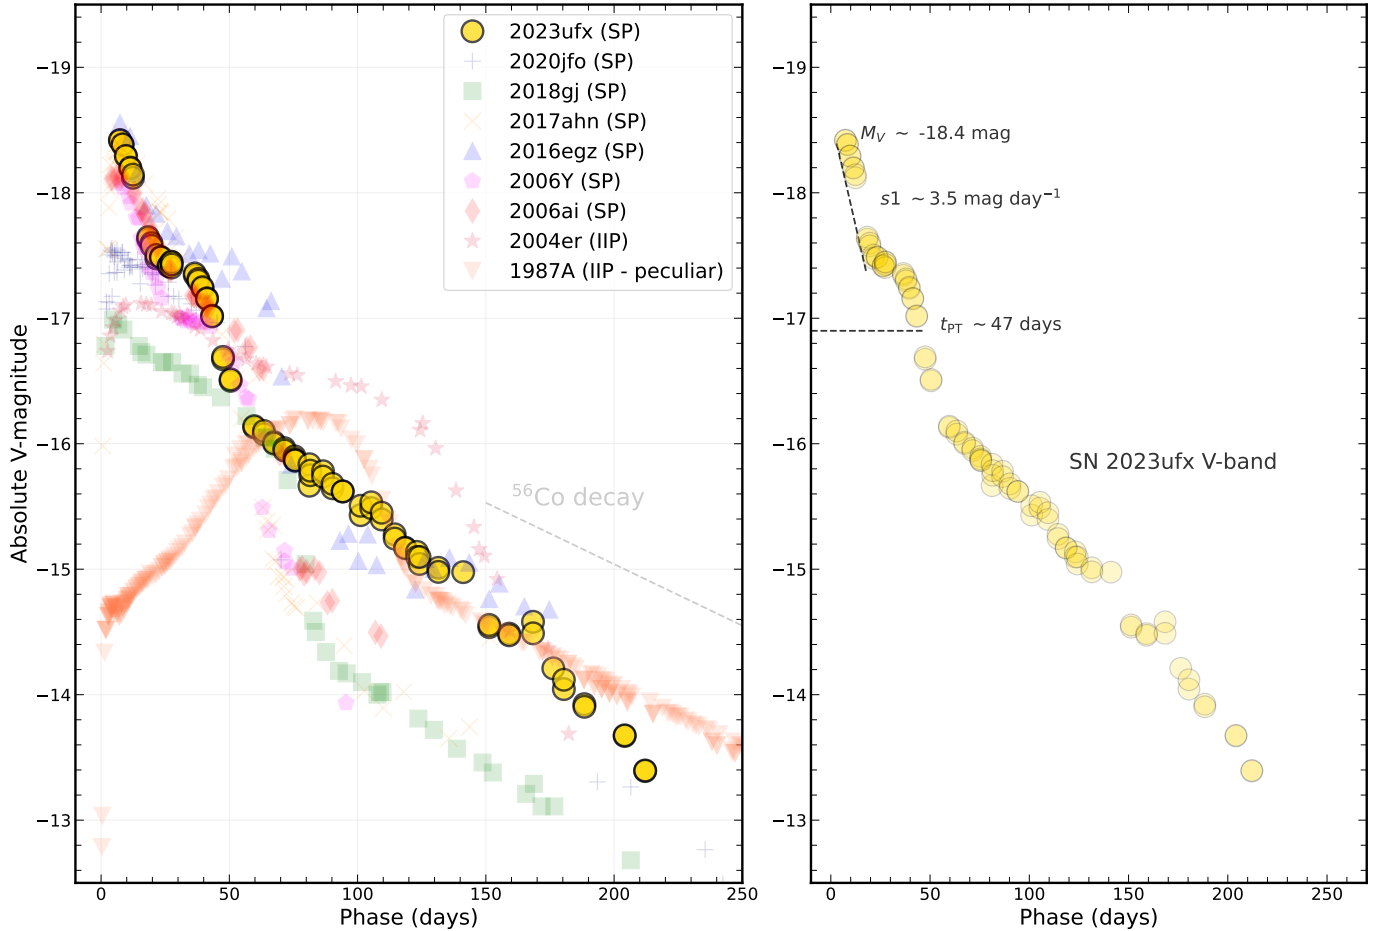 2023ufx (SP)
2020jfo (SP)
2018gj (SP)
2017ahn (SP)
2016egz (SP)
2006Y (SP)
2006ai (SP)
2004er (IIP)
1987A (IIP - peculiar)
Absolute V-magnitude
−19
−18
−17
−16
−15
−14
−13
⁵⁶Co decay
0
50
100
150
200
250
Phase (days)
−19
−18
−17
−16
−15
−14
−13
M_V ~ -18.4 mag
s1 ~ 3.5 mag day⁻¹
t_PT ~ 47 days
SN 2023ufx V-band
0
50
100
150
200
250
Phase (days)